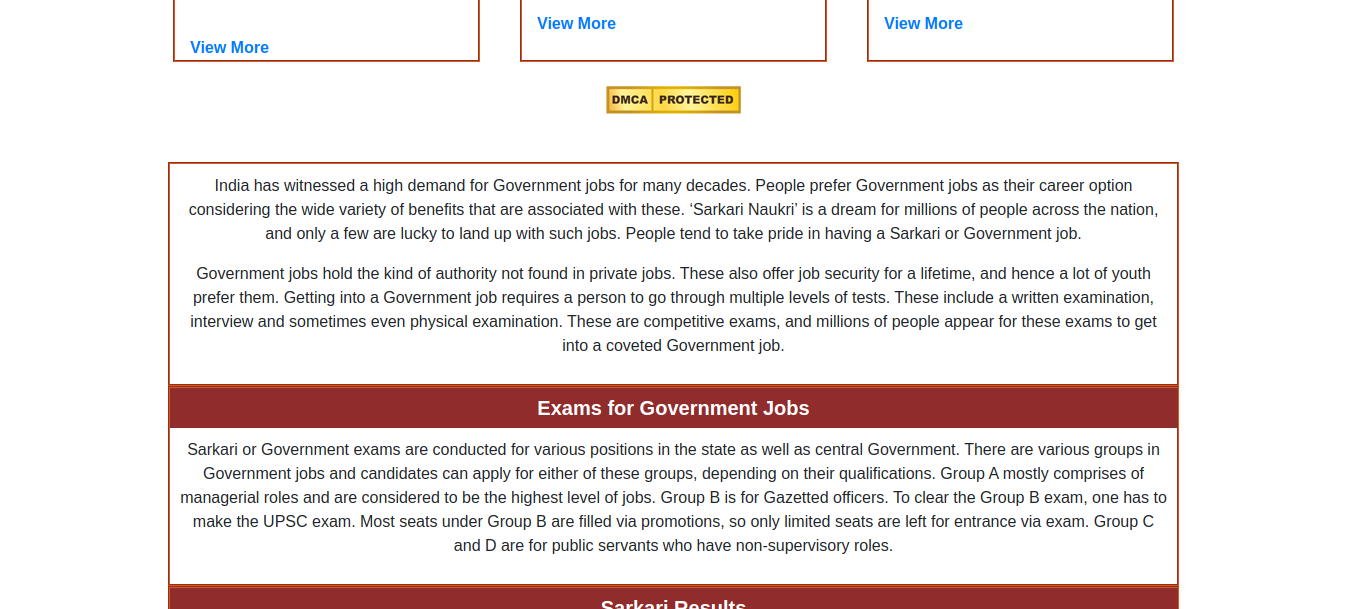 View More
View More
View More
DMCA PROTECTED
India has witnessed a high demand for Government jobs for many decades. People prefer Government jobs as their career option
considering the wide variety of benefits that are associated with these. ‘Sarkari Naukri’ is a dream for millions of people across the nation,
and only a few are lucky to land up with such jobs. People tend to take pride in having a Sarkari or Government job.
Government jobs hold the kind of authority not found in private jobs. These also offer job security for a lifetime, and hence a lot of youth
prefer them. Getting into a Government job requires a person to go through multiple levels of tests. These include a written examination,
interview and sometimes even physical examination. These are competitive exams, and millions of people appear for these exams to get
into a coveted Government job.
Exams for Government Jobs
Sarkari or Government exams are conducted for various positions in the state as well as central Government. There are various groups in
Government jobs and candidates can apply for either of these groups, depending on their qualifications. Group A mostly comprises of
managerial roles and are considered to be the highest level of jobs. Group B is for Gazetted officers. To clear the Group B exam, one has to
make the UPSC exam. Most seats under Group B are filled via promotions, so only limited seats are left for entrance via exam. Group C
and D are for public servants who have non-supervisory roles.
Sarkari Results